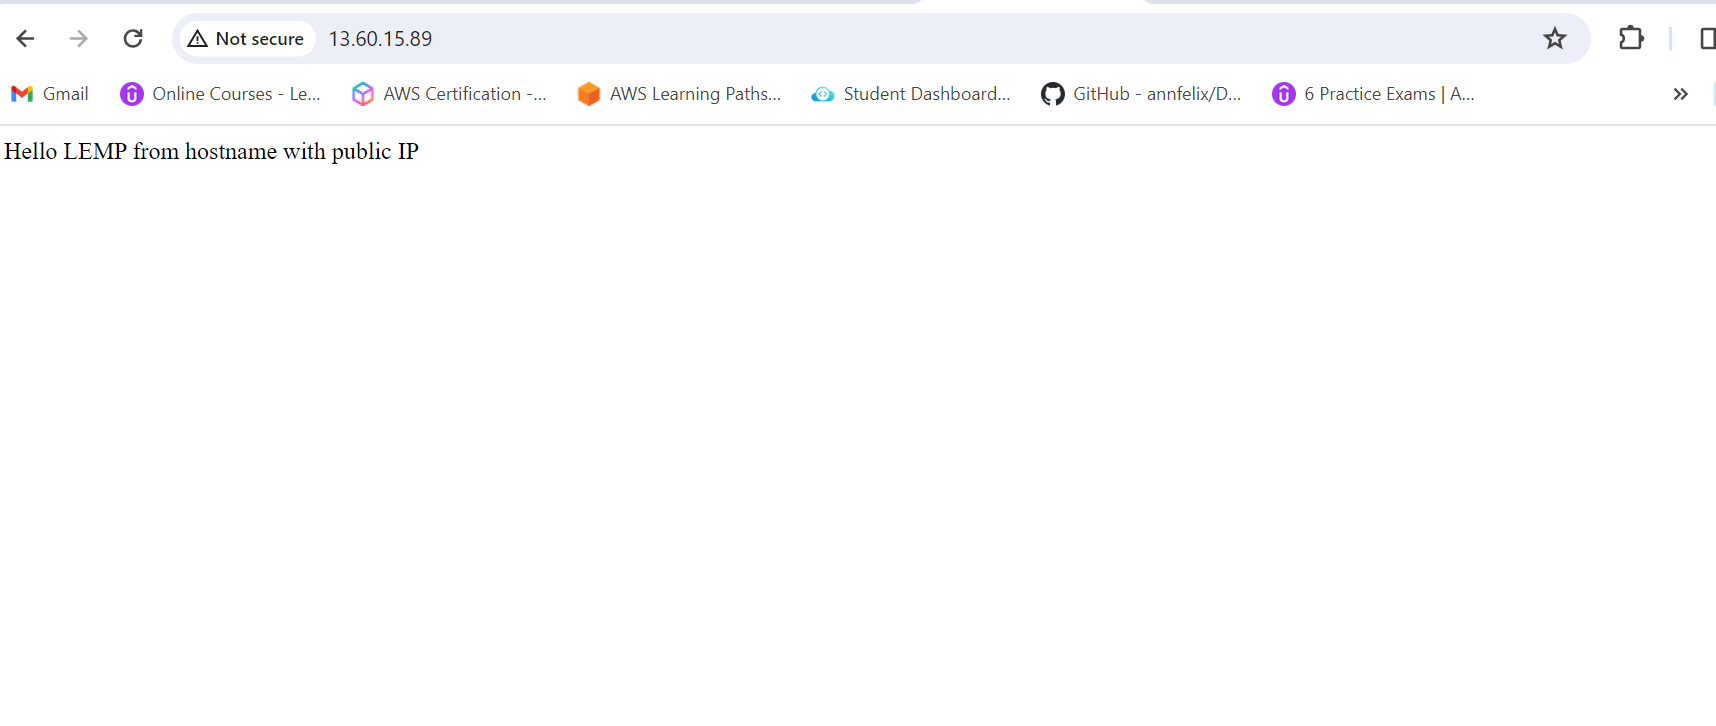 Not secure 13.60.15.89
Gmail Online Courses - Le... AWS Certification -... AWS Learning Paths... Student Dashboard... GitHub - annfelix/D... 6 Practice Exams | A...
Hello LEMP from hostname with public IP